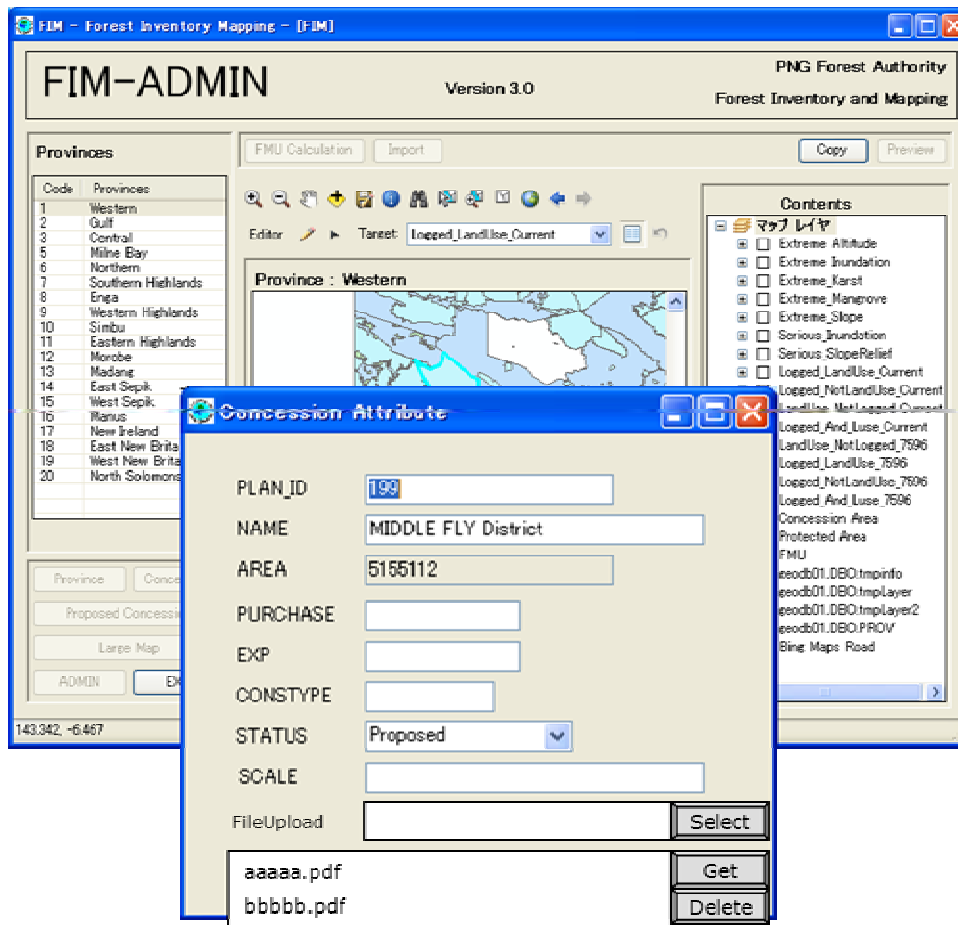 FIM - Forest Inventory Mapping - [FIM]
FIM-ADMIN
Version 3.0
PNG Forest Authority
Forest Inventory and Mapping
Provinces
FMU Calculation
Import
Copy
Preview
Code Provinces
1 Western
2 Gulf
3 Central
5 Milne Bay
6 Northern
7 Southern Highlands
8 Enga
9 Western Highlands
10 Simbu
11 Eastern Highlands
12 Morobe
13 Madang
14 East Sepik
15 West Sepik
16 Manus
17 New Ireland
18 East New Brita
19 West New Brita
20 North Solomons
Editor
Target: Logged_LandUse_Current
Province : Western
Contents
マップ レイヤ
Extreme Altitude
Extreme Inundation
Extreme_Karst
Extreme_Mangrove
Extreme_Slope
Serious_Inundation
Serious_SlopeRelief
Logged_LandUse_Current
Logged_NotLandUse_Current
LandUse_NotLogged_Current
Logged_And_Luse_Current
LandUse_NotLogged_7596
Logged_LandUse_7596
Logged_NotLandUse_7596
Logged_And_Luse_7596
Concession Area
Protected Area
FMU
geodb01.DBO.tmpinfo
geodb01.DBO.tmpLayer
geodb01.DBO.tmpLayer2
geodb01.DBO.PROV
Bing Maps Road
Province
Conce
Proposed Concessi
Large Map
ADMIN
EX
143.342, -6.467
Concession Attribute
PLAN_ID 199
NAME MIDDLE FLY District
AREA 5155112
PURCHASE
EXP
CONSTYPE
STATUS Proposed
SCALE
FileUpload Select
aaaaa.pdf Get
bbbbb.pdf Delete